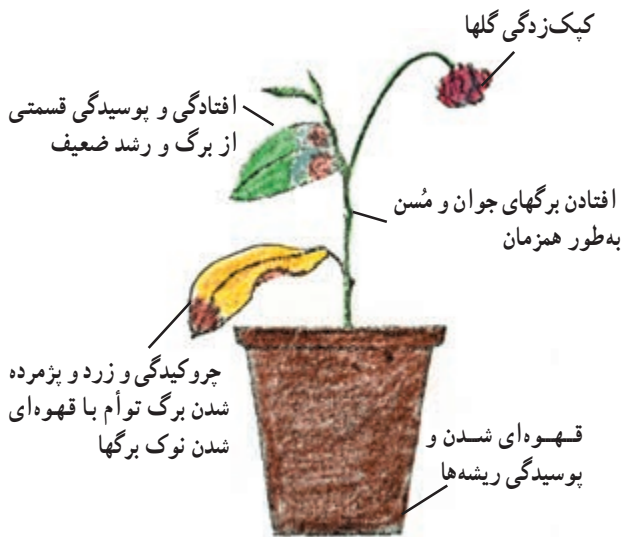 کپک‌زدگی گلها
افتادگی و پوسیدگی قسمتی
از برگ و رشد ضعیف
افتادن برگهای جوان و مُسن
به‌طور همزمان
چروکیدگی و زرد و پژمرده
شدن برگ توأم با قهوه‌ای
شدن نوک برگها
قهوه‌ای شدن و
پوسیدگی ریشه‌ها